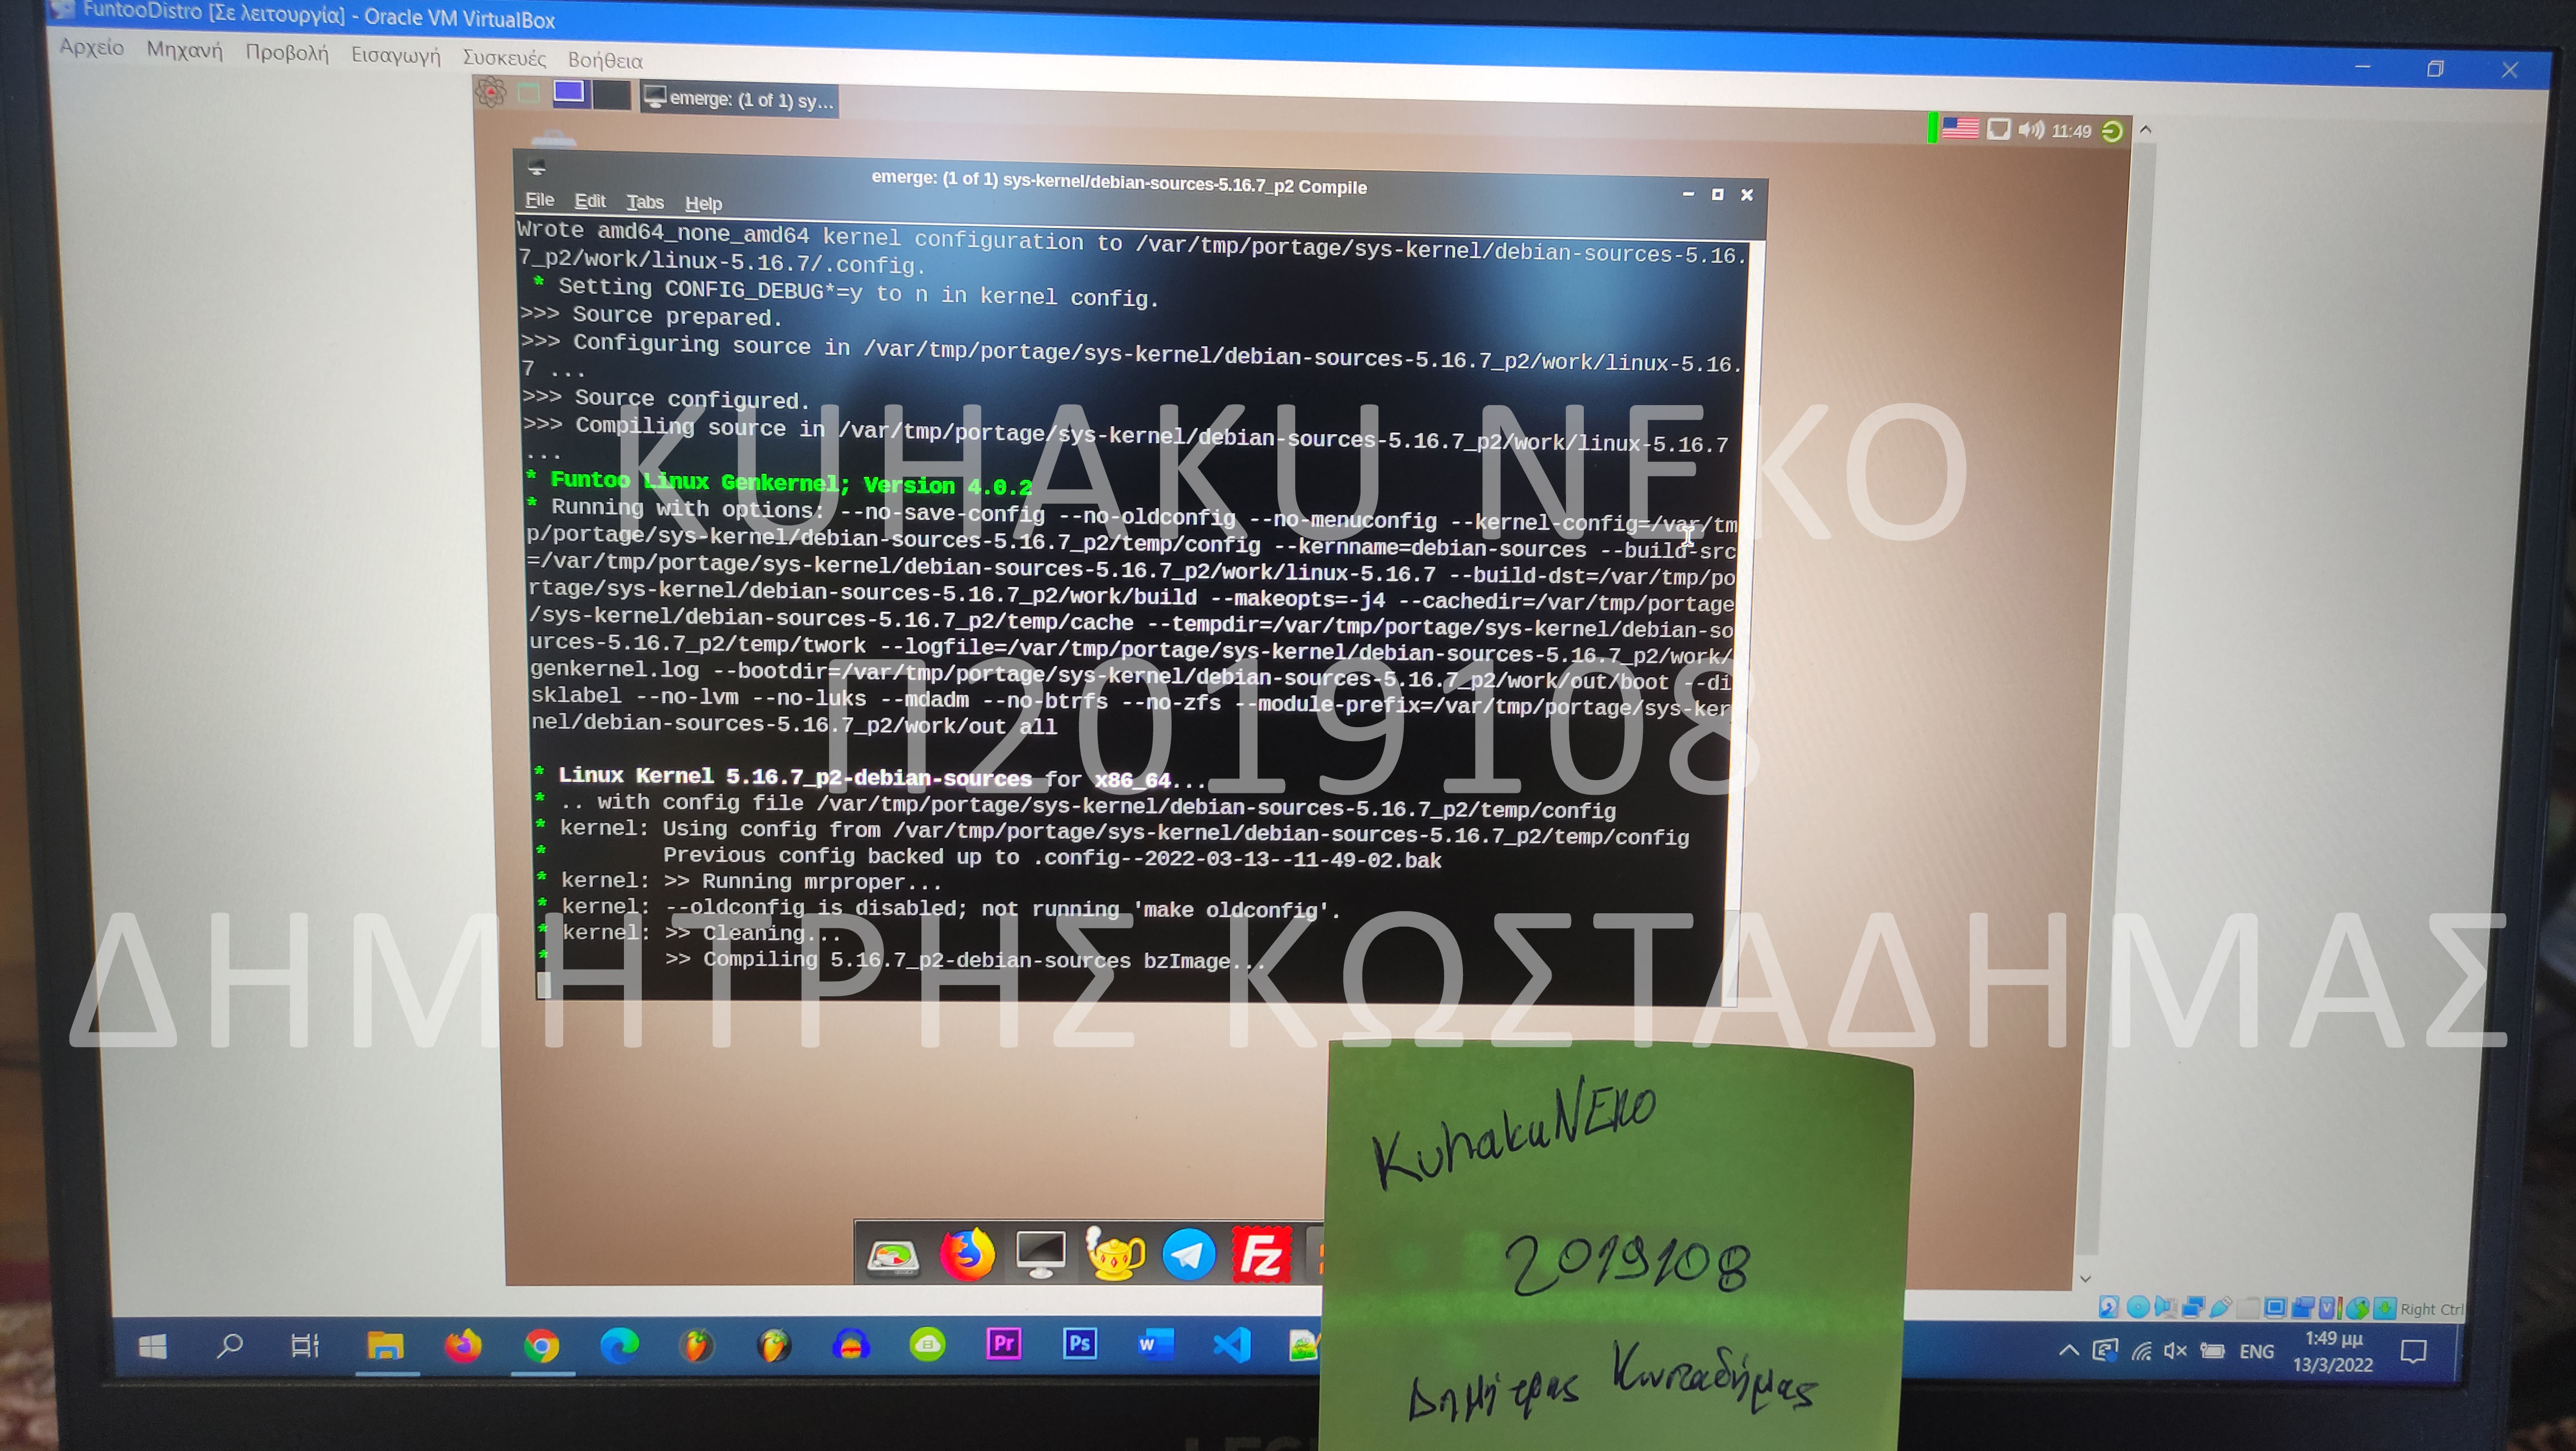 FuntooDistro [Σε λειτουργία] - Oracle VM VirtualBox
Αρχείο Μηχανή Προβολή Εισαγωγή Συσκευές Βοήθεια
emerge: (1 of 1) sy...
11:49
emerge: (1 of 1) sys-kernel/debian-sources-5.16.7_p2 Compile
File Edit Tabs Help
Wrote amd64_none_amd64 kernel configuration to /var/tmp/portage/sys-kernel/debian-sources-5.16.
7_p2/work/linux-5.16.7/.config.
* Setting CONFIG_DEBUG*=y to n in kernel config.
>>> Source prepared.
>>> Configuring source in /var/tmp/portage/sys-kernel/debian-sources-5.16.7_p2/work/linux-5.16.
7 ...
>>> Source configured.
>>> Compiling source in /var/tmp/portage/sys-kernel/debian-sources-5.16.7_p2/work/linux-5.16.7
...
* Funtoo Linux Genkernel; Version 4.0.2
* Running with options: --no-save-config --no-oldconfig --no-menuconfig --kernel-config=/var/tm
p/portage/sys-kernel/debian-sources-5.16.7_p2/temp/config --kernname=debian-sources --build-src
=/var/tmp/portage/sys-kernel/debian-sources-5.16.7_p2/work/linux-5.16.7 --build-dst=/var/tmp/po
rtage/sys-kernel/debian-sources-5.16.7_p2/work/build --makeopts=-j4 --cachedir=/var/tmp/portage
/sys-kernel/debian-sources-5.16.7_p2/temp/cache --tempdir=/var/tmp/portage/sys-kernel/debian-so
urces-5.16.7_p2/temp/twork --logfile=/var/tmp/portage/sys-kernel/debian-sources-5.16.7_p2/work/
genkernel.log --bootdir=/var/tmp/portage/sys-kernel/debian-sources-5.16.7_p2/work/out/boot --di
sklabel --no-lvm --no-luks --mdadm --no-btrfs --no-zfs --module-prefix=/var/tmp/portage/sys-ker
nel/debian-sources-5.16.7_p2/work/out all
* Linux Kernel 5.16.7_p2-debian-sources for x86_64...
* .. with config file /var/tmp/portage/sys-kernel/debian-sources-5.16.7_p2/temp/config
* kernel: Using config from /var/tmp/portage/sys-kernel/debian-sources-5.16.7_p2/temp/config
* Previous config backed up to .config--2022-03-13--11-49-02.bak
* kernel: >> Running mrproper...
* kernel: --oldconfig is disabled; not running 'make oldconfig'.
* kernel: >> Cleaning...
* >> Compiling 5.16.7_p2-debian-sources bzImage...
KUHAKU NEKO
Π2019108
ΔΗΜΗΤΡΗΣ ΚΩΣΤΑΔΗΜΑΣ
KuhakuNEKO
2019108
Δημήτρης Κωσταδήμας
Fz
Right Ctrl
Pr
Ps
W
ENG
1:49 μμ
13/3/2022